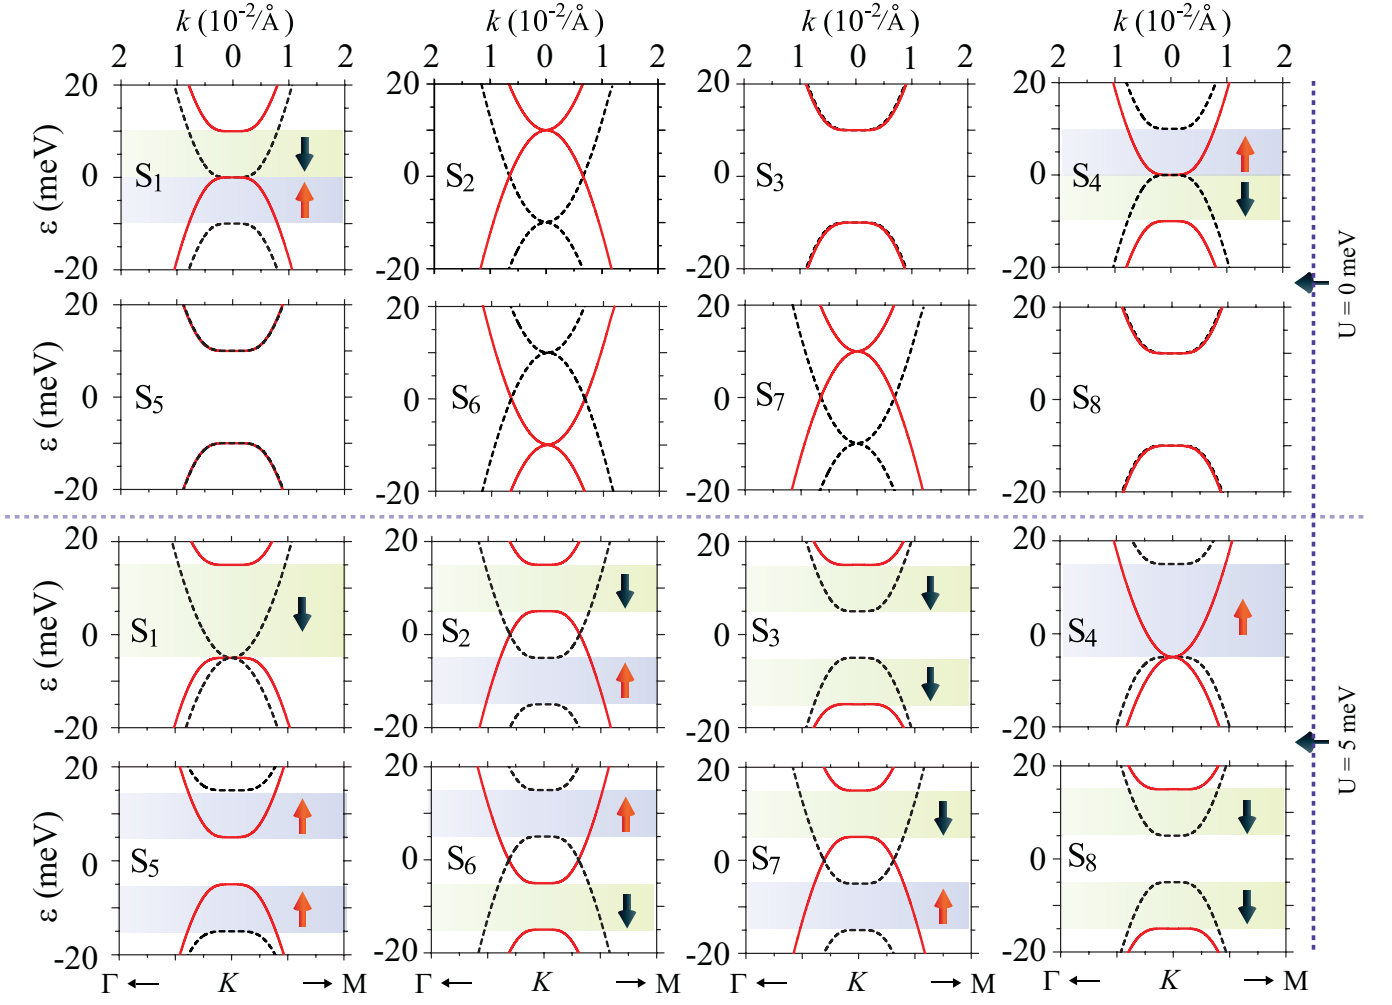 k (10⁻²/Å) k (10⁻²/Å) k (10⁻²/Å) k (10⁻²/Å)
2 1 0 1 2 2 1 0 1 2 2 1 0 1 2 2 1 0 1 2
20 20 20 20
ε (meV) 0 S₁ 0 S₂ 0 S₃ 0 S₄
-20 -20 -20 -20
U = 0 meV
20 20 20 20
ε (meV) 0 S₅ 0 S₆ 0 S₇ 0 S₈
-20 -20 -20 -20
20 20 20 20
ε (meV) 0 S₁ 0 S₂ 0 S₃ 0 S₄
-20 -20 -20 -20
U = 5 meV
20 20 20 20
ε (meV) 0 S₅ 0 S₆ 0 S₇ 0 S₈
-20 -20 -20 -20
Γ ← K → M Γ ← K → M Γ ← K → M Γ ← K → M